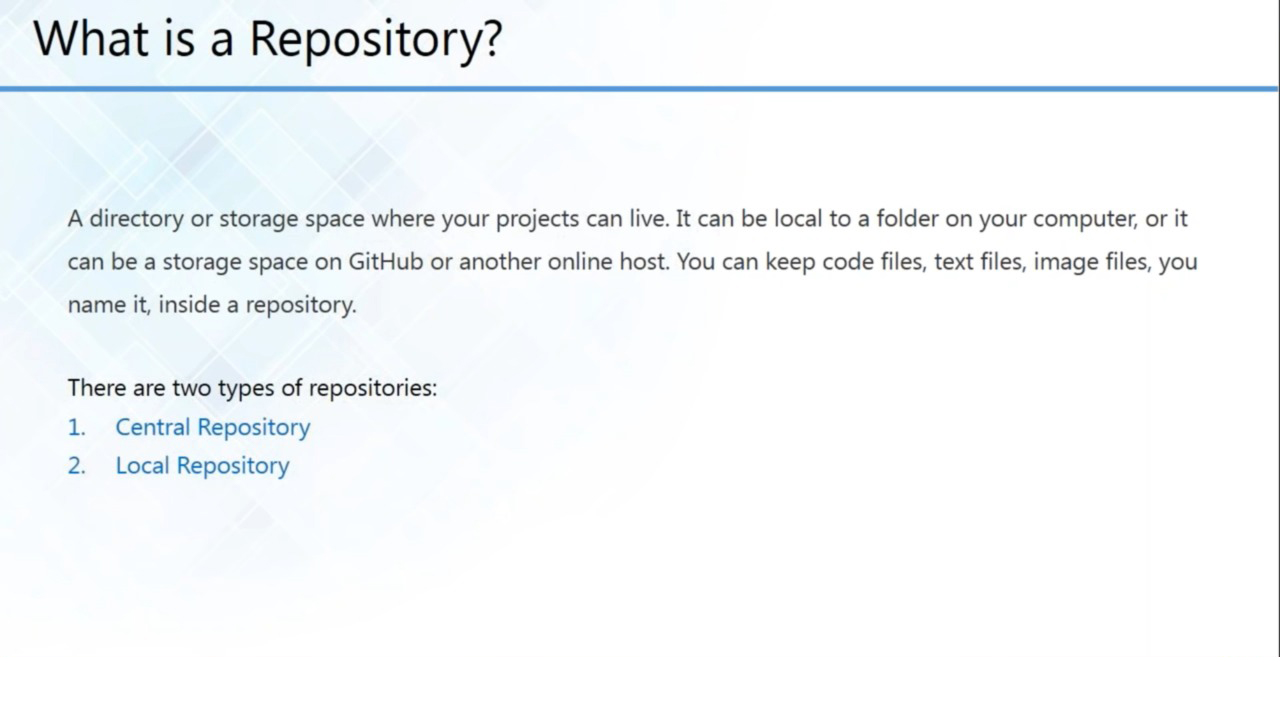 What is a Repository?
A directory or storage space where your projects can live. It can be local to a folder on your computer, or it
can be a storage space on GitHub or another online host. You can keep code files, text files, image files, you
name it, inside a repository.
There are two types of repositories:
1. Central Repository
2. Local Repository